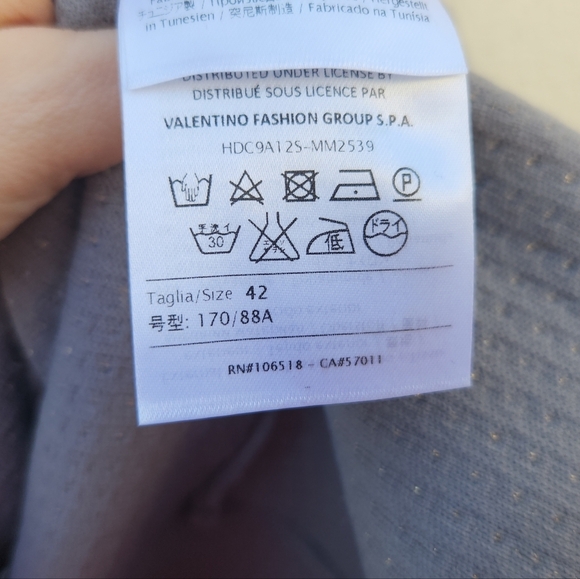 チュニジア製 /
in Tunesien / 突尼斯制造 / Fabricado na Tunísia
DISTRIBUTED UNDER LICENSE BY
DISTRIBUÉ SOUS LICENCE PAR
VALENTINO FASHION GROUP S.P.A.
HDC9A12S-MM2539
P
手洗イ 30 低 ドライ
Taglia/Size 42
号型: 170/88A
RN#106518 - CA#57011